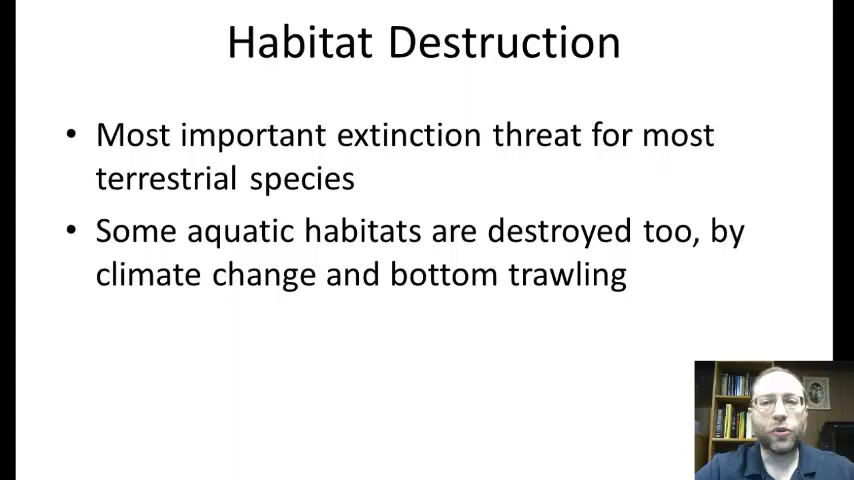 Habitat Destruction
• Most important extinction threat for most
terrestrial species
• Some aquatic habitats are destroyed too, by
climate change and bottom trawling